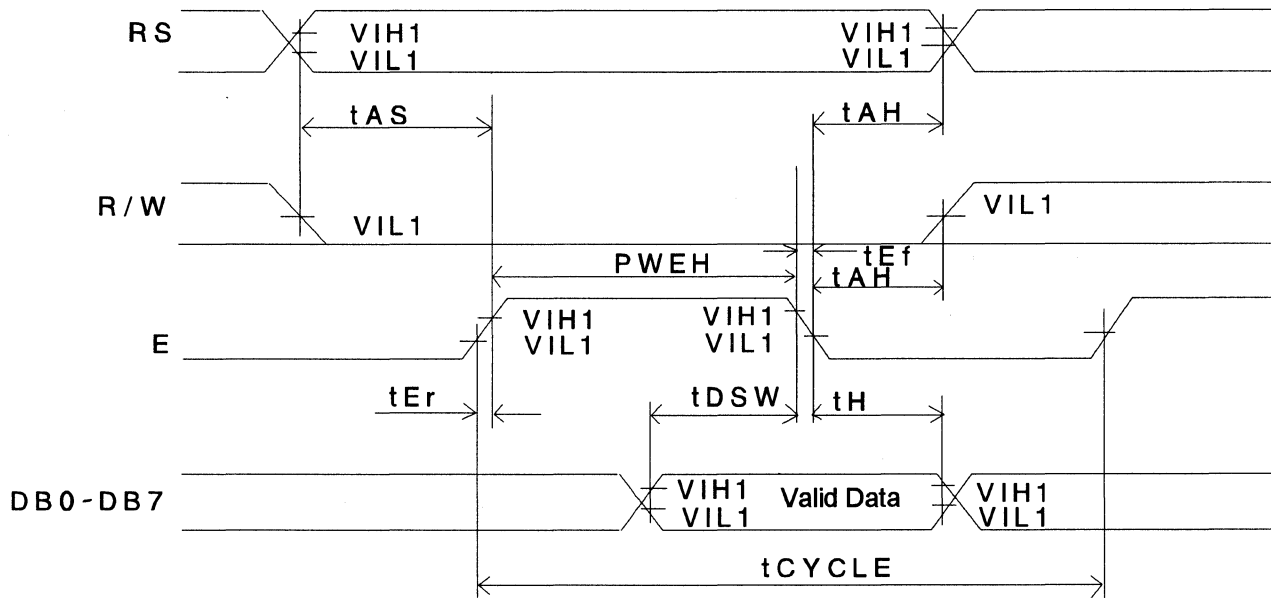 RS
VIH1
VIL1
VIH1
VIL1
tAS
tAH
R/W
VIL1
VIL1
PWEH
tEf
tAH
E
VIH1
VIL1
VIH1
VIL1
tEr
tDSW
tH
DB0-DB7
VIH1
VIL1
Valid Data
VIH1
VIL1
tCYCLE